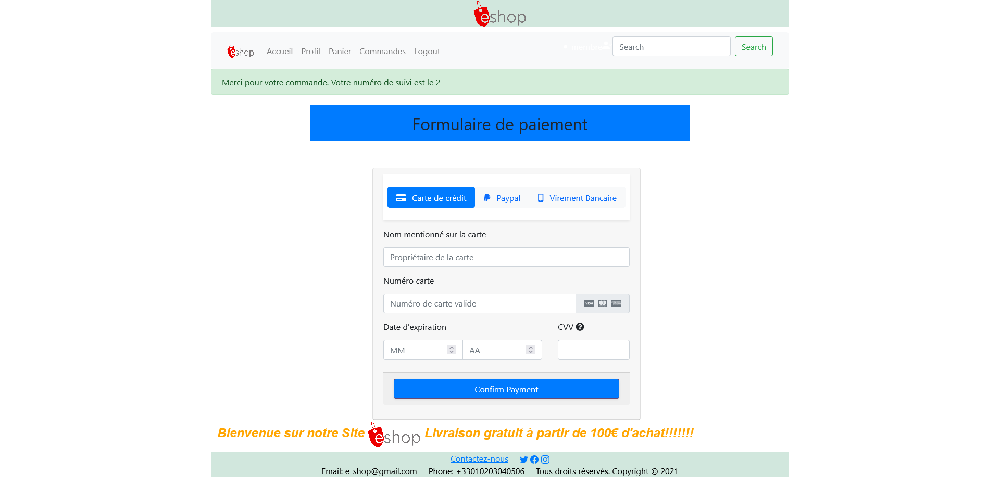 eshop
eshop Accueil Profil Panier Commandes Logout membre Search Search
Merci pour votre commande. Votre numéro de suivi est le 2
Formulaire de paiement
Carte de crédit Paypal Virement Bancaire
Nom mentionné sur la carte
Propriétaire de la carte
Numéro carte
Numéro de carte valide VISA
Date d'expiration CVV
MM AA
Confirm Payment
Bienvenue sur notre Site eshop Livraison gratuit à partir de 100€ d'achat!!!!!!!
Contactez-nous
Email: e_shop@gmail.com Phone: +33010203040506 Tous droits réservés. Copyright © 2021